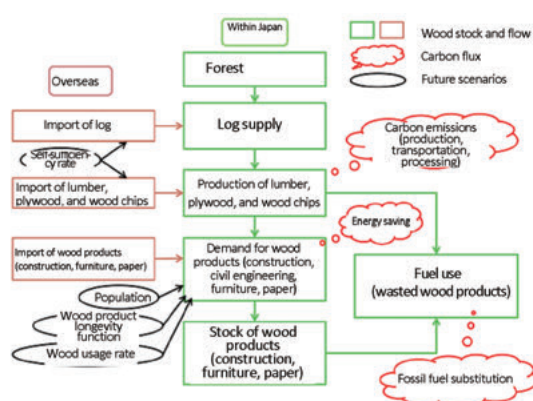 Within Japan
Wood stock and flow
Carbon flux
Future scenarios
Overseas
Forest
Import of log
Log supply
Self-sufficien-
cy rate
Carbon emissions
(production,
transportation,
processing)
Import of lumber,
plywood, and wood chips
Production of lumber,
plywood, and wood chips
Energy saving
Import of wood products
(construction, furniture, paper)
Demand for wood
products (construction,
civil engineering,
furniture, paper)
Fuel use
(wasted wood products)
Population
Wood product
longevity
function
Wood usage rate
Stock of wood
products
(construction,
furniture, paper)
Fossil fuel substitution